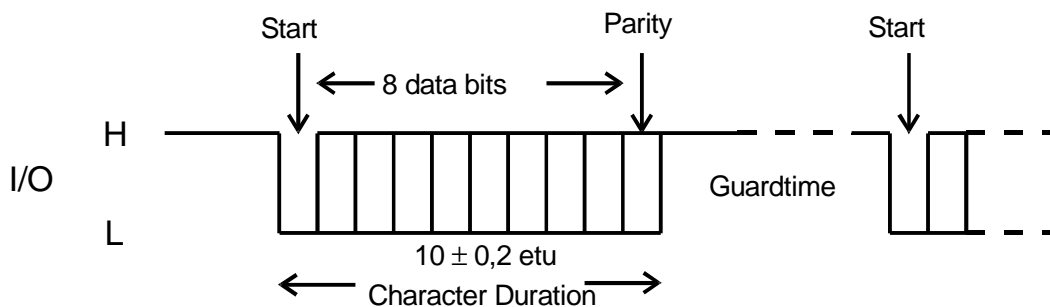 Start
Parity
Start
8 data bits
H
I/O
Guardtime
L
10 ± 0,2 etu
Character Duration